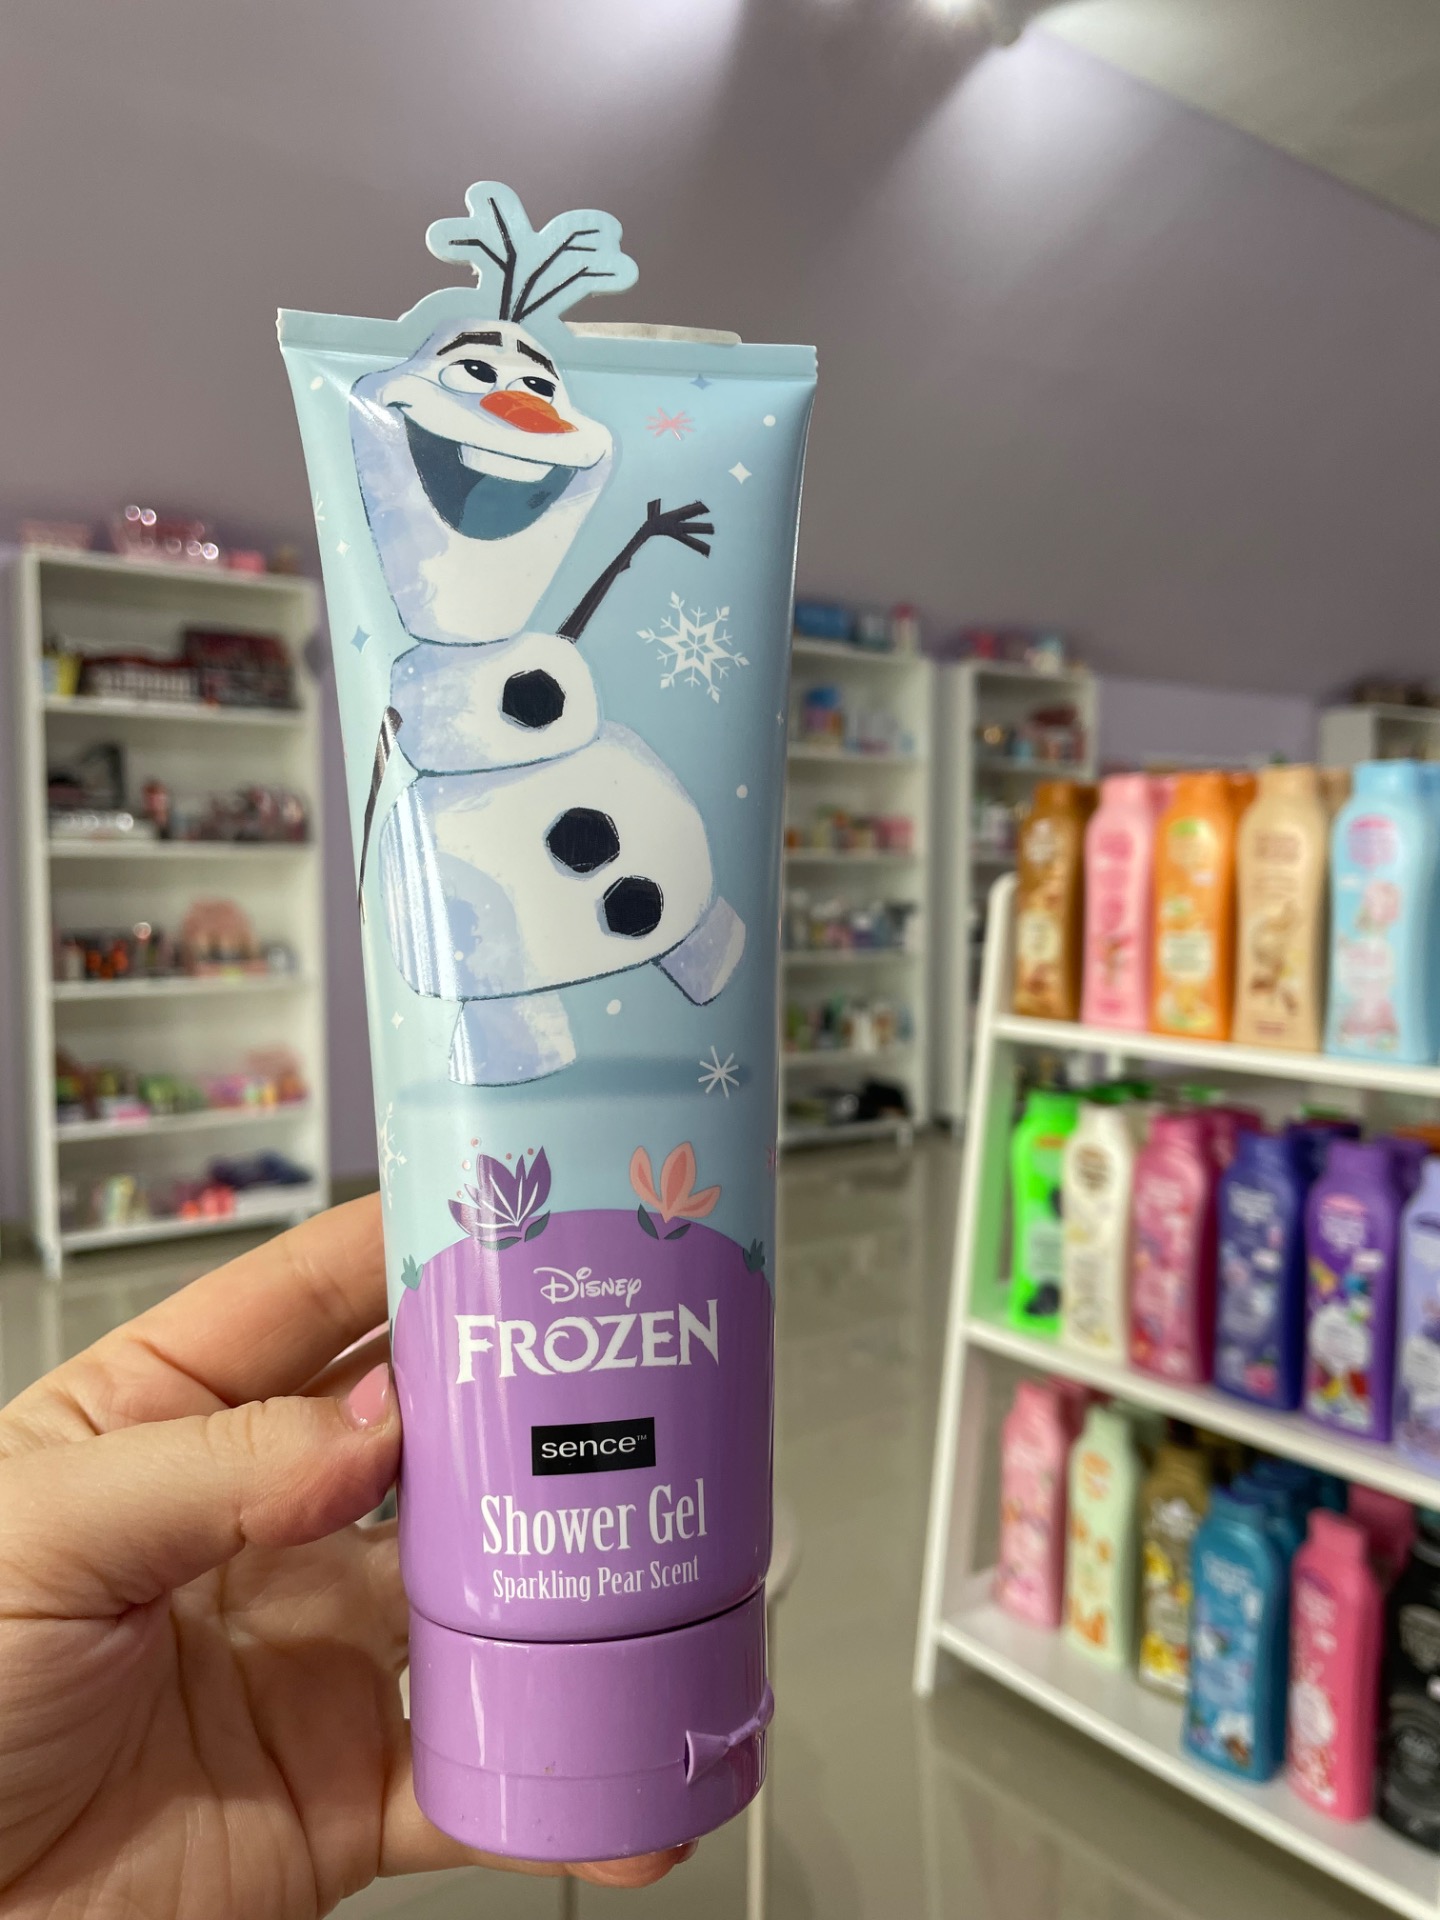 Disney
FROZEN
sence™
Shower Gel
Sparkling Pear Scent